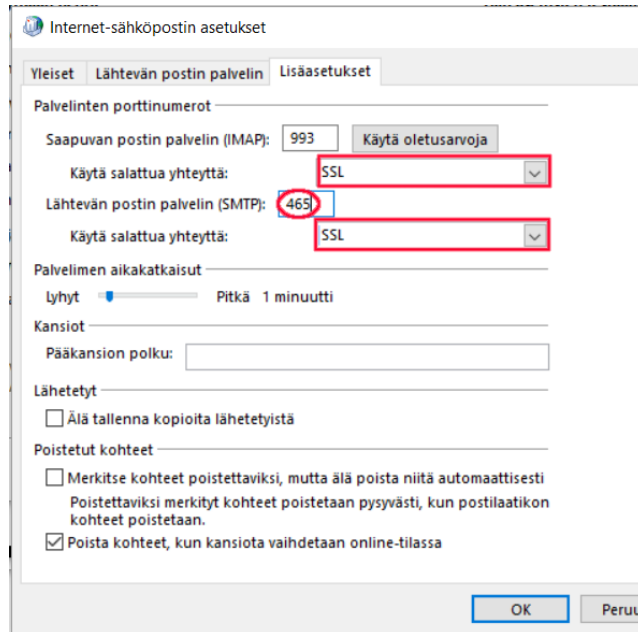 Internet-sähköpostin asetukset
Yleiset Lähtevän postin palvelin Lisäasetukset
Palvelinten porttinumerot
Saapuvan postin palvelin (IMAP): 993 Käytä oletusarvoja
Käytä salattua yhteyttä: SSL
Lähtevän postin palvelin (SMTP): 465
Käytä salattua yhteyttä: SSL
Palvelimen aikakatkaisut
Lyhyt Pitkä 1 minuutti
Kansiot
Pääkansion polku:
Lähetetyt
Älä tallenna kopioita lähetetyistä
Poistetut kohteet
Merkitse kohteet poistettaviksi, mutta älä poista niitä automaattisesti
Poistettaviksi merkityt kohteet poistetaan pysyvästi, kun postilaatikon
kohteet poistetaan.
Poista kohteet, kun kansiota vaihdetaan online-tilassa
OK Peruu